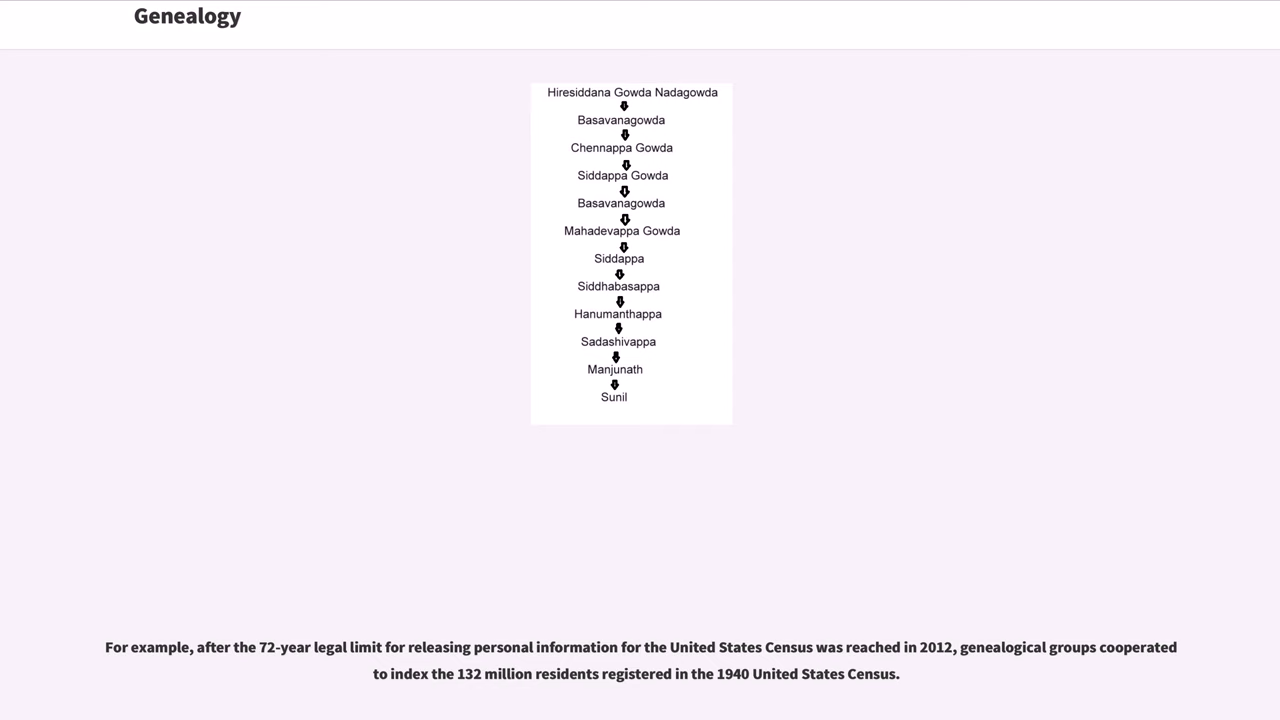 Genealogy
Hiresiddana Gowda Nadagowda
Basavanagowda
Chennappa Gowda
Siddappa Gowda
Basavanagowda
Mahadevappa Gowda
Siddappa
Siddhabasappa
Hanumanthappa
Sadashivappa
Manjunath
Sunil
For example, after the 72-year legal limit for releasing personal information for the United States Census was reached in 2012, genealogical groups cooperated
to index the 132 million residents registered in the 1940 United States Census.